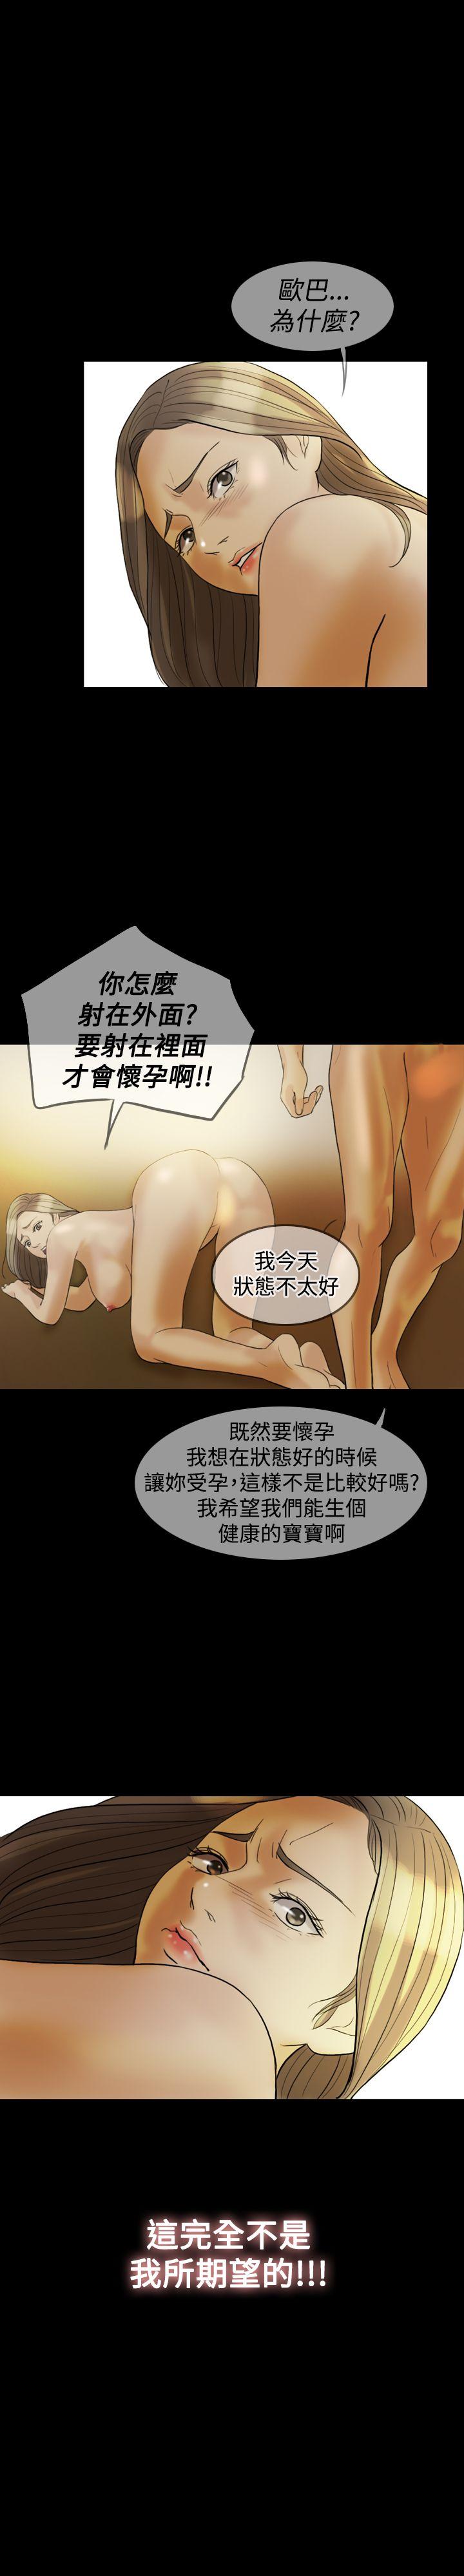 歐巴...
為什麼?
你怎麼
射在外面?
要射在裡面
才會懷孕啊!!
我今天
狀態不太好
既然要懷孕
我想在狀態好的時候
讓妳受孕,這樣不是比較好嗎?
我希望我們能生個
健康的寶寶啊
這完全不是
我所期望的!!!